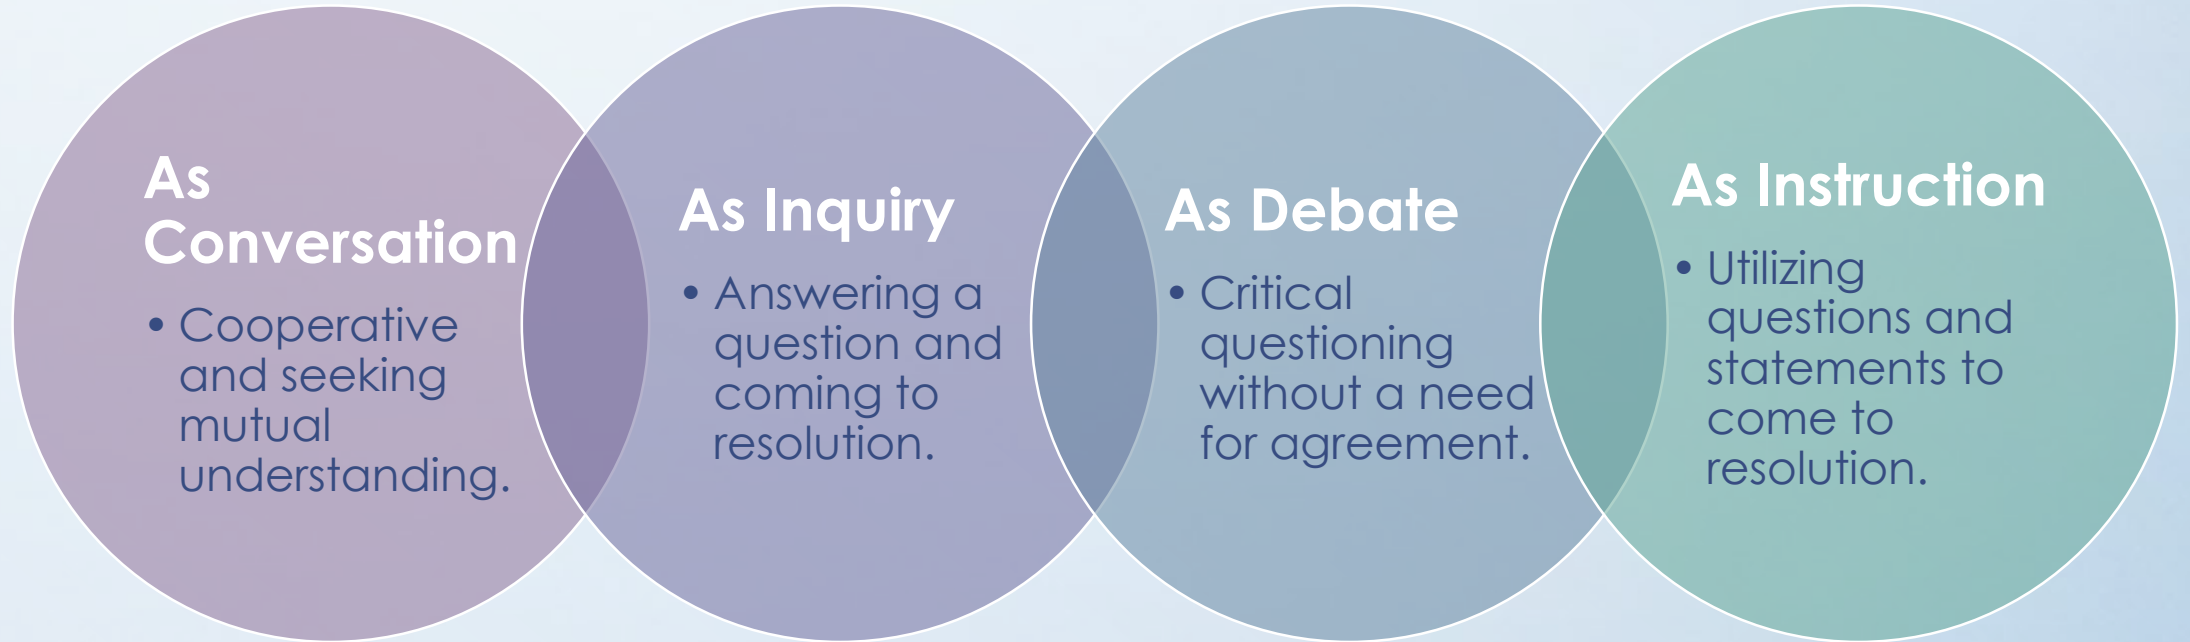 As
Conversation
• Cooperative
and seeking
mutual
understanding.
As Inquiry
• Answering a
question and
coming to
resolution.
As Debate
• Critical
questioning
without a need
for agreement.
As Instruction
• Utilizing
questions and
statements to
come to
resolution.